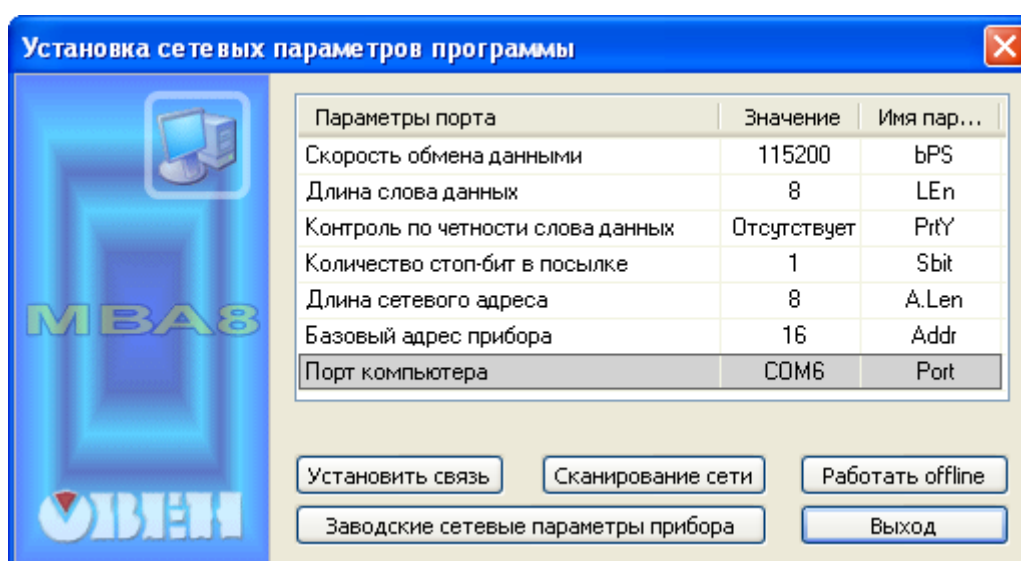 Установка сетевых параметров программы
Параметры порта Значение Имя пар...
Скорость обмена данными 115200 bPS
Длина слова данных 8 LEn
Контроль по четности слова данных Отсутствует PrtY
Количество стоп-бит в посылке 1 Sbit
Длина сетевого адреса 8 A.Len
Базовый адрес прибора 16 Addr
Порт компьютера COM6 Port
МВА8
Установить связь Сканирование сети Работать offline
Заводские сетевые параметры прибора Выход
ОВЕН